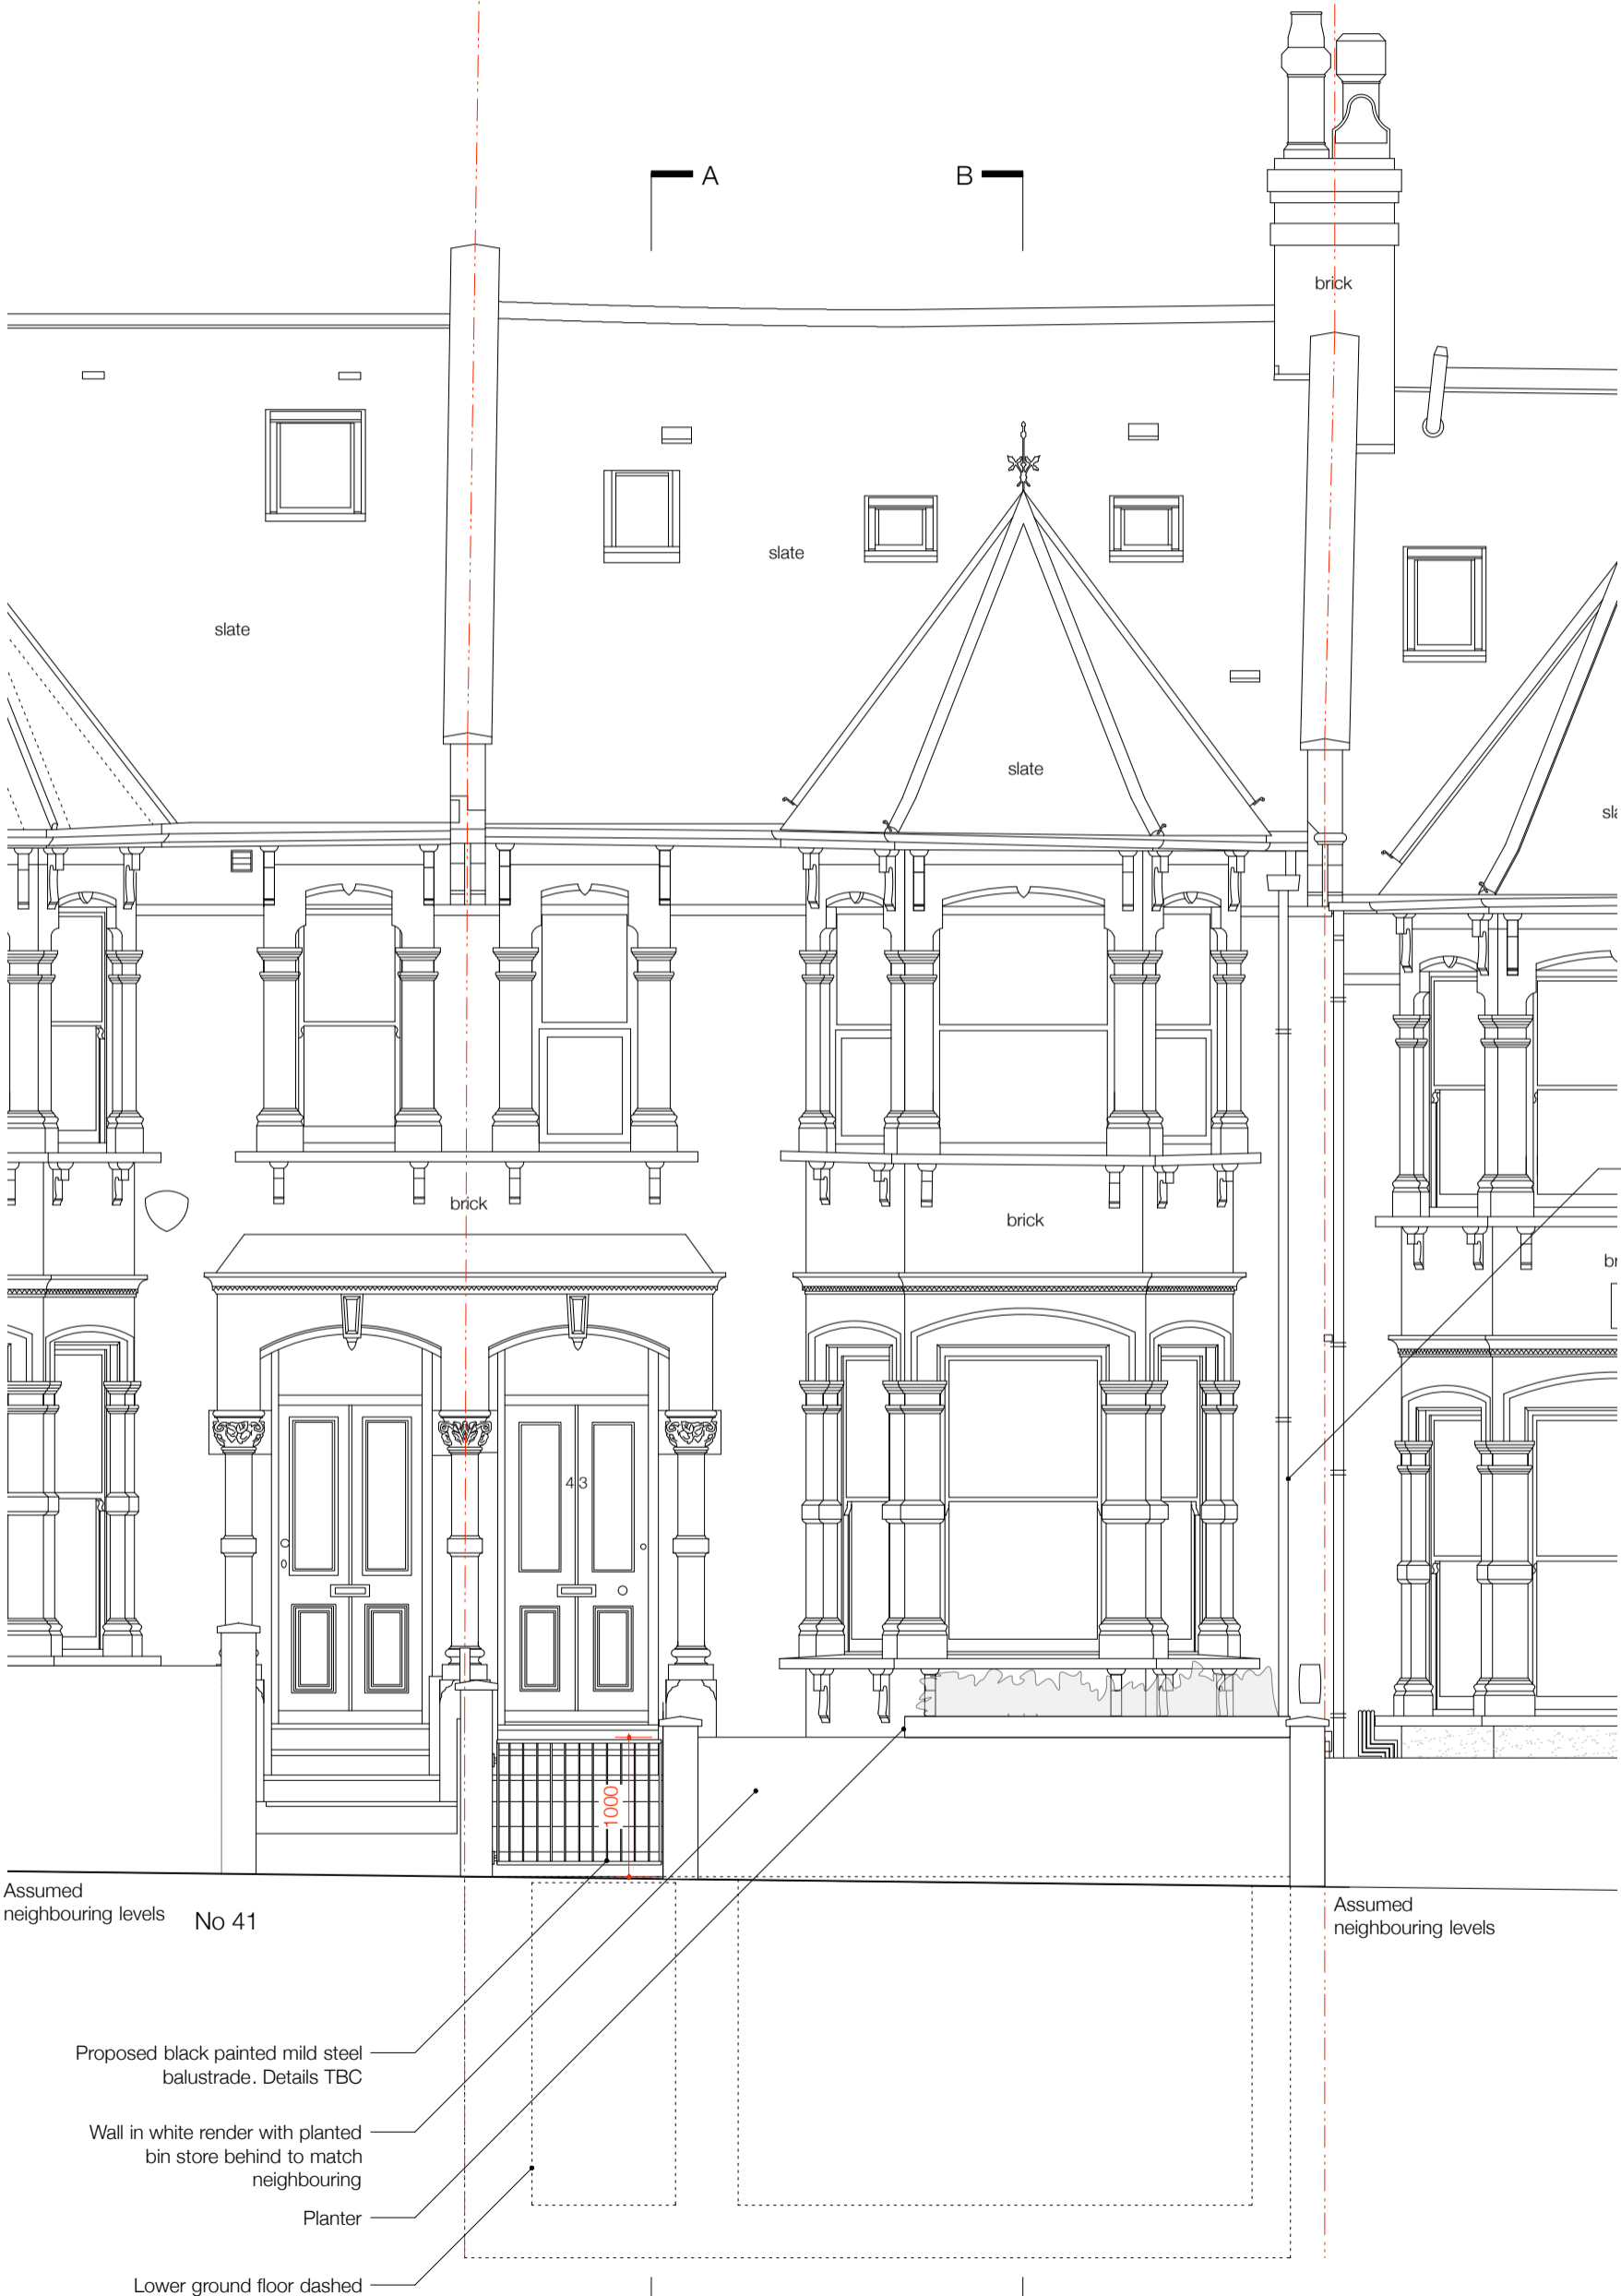 A
B
brick
slate
slate
slate
brick
brick
43
1000
Assumed
neighbouring levels
No 41
Assumed
neighbouring levels
Proposed black painted mild steel
balustrade. Details TBC
Wall in white render with planted
bin store behind to match
neighbouring
Planter
Lower ground floor dashed